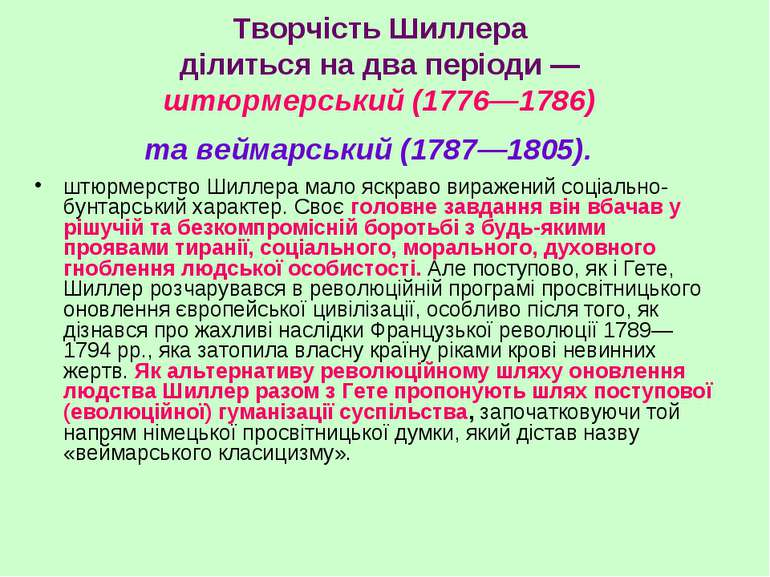 Творчість Шиллера
ділиться на два періоди —
штюрмерський (1776—1786)
та веймарський (1787—1805).
• штюрмерство Шиллера мало яскраво виражений соціально-
бунтарський характер. Своє головне завдання він вбачав у
рішучій та безкомпромісній боротьбі з будь-якими
проявами тиранії, соціального, морального, духовного
гноблення людської особистості. Але поступово, як і Гете,
Шиллер розчарувався в революційній програмі просвітницького
оновлення європейської цивілізації, особливо після того, як
дізнався про жахливі наслідки Французької революції 1789—
1794 рр., яка затопила власну країну ріками крові невинних
жертв. Як альтернативу революційному шляху оновлення
людства Шиллер разом з Гете пропонують шлях поступової
(еволюційної) гуманізації суспільства, започатковуючи той
напрям німецької просвітницької думки, який дістав назву
«веймарського класицизму».